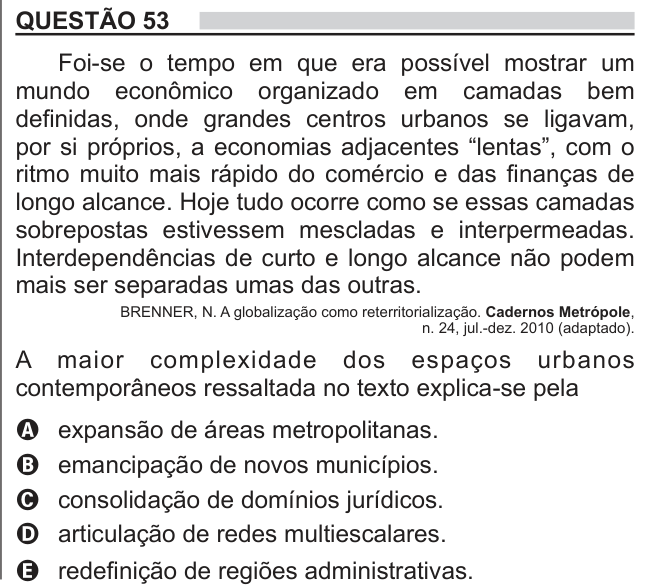 QUESTÃO 53
Foi-se o tempo em que era possível mostrar um
mundo econômico organizado em camadas bem
definidas, onde grandes centros urbanos se ligavam,
por si próprios, a economias adjacentes “lentas”, com o
ritmo muito mais rápido do comércio e das finanças de
longo alcance. Hoje tudo ocorre como se essas camadas
sobrepostas estivessem mescladas e interpermeadas.
Interdependências de curto e longo alcance não podem
mais ser separadas umas das outras.
BRENNER, N. A globalização como reterritorialização. Cadernos Metrópole,
n. 24, jul.-dez. 2010 (adaptado).
A maior complexidade dos espaços urbanos
contemporâneos ressaltada no texto explica-se pela
A expansão de áreas metropolitanas.
B emancipação de novos municípios.
C consolidação de domínios jurídicos.
D articulação de redes multiescalares.
E redefinição de regiões administrativas.